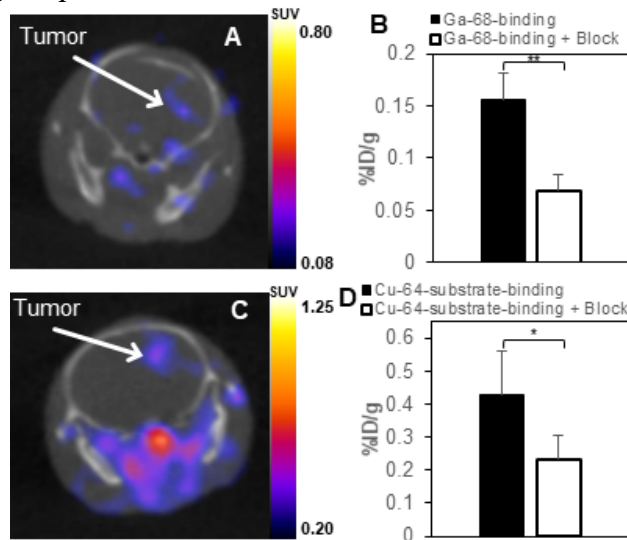 Tumor
A
SUV
0.80
0.08
B
Ga-68-binding
Ga-68-binding + Block
0.2
0.15
0.1
0.05
0
%ID/g
**
Tumor
C
SUV
1.25
0.20
D
Cu-64-substrate-binding
Cu-64-substrate-binding + Block
0.6
0.5
0.4
0.3
0.2
0.1
0
%ID/g
*